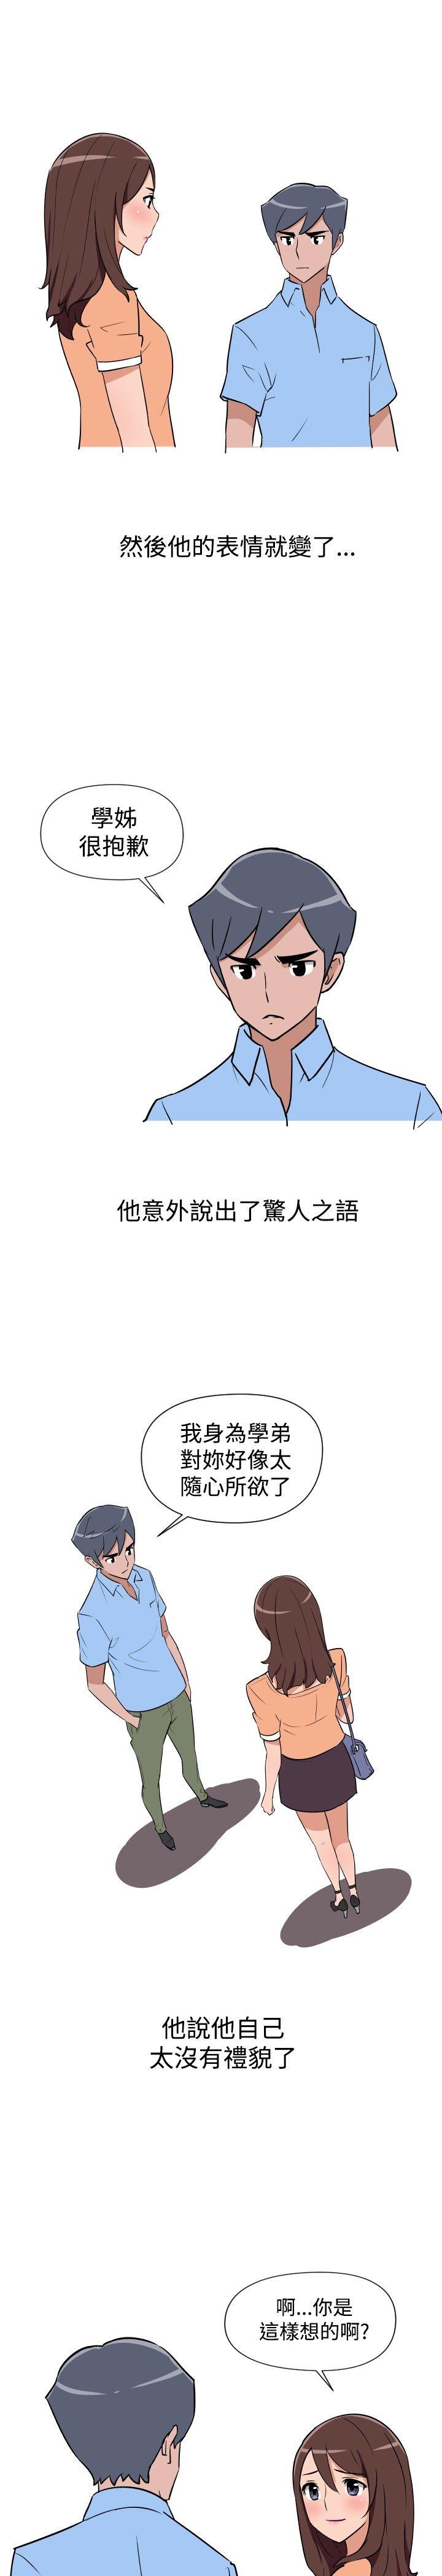 然後他的表情就變了...
學姊
很抱歉
他意外說出了驚人之語
我身為學弟
對妳好像太
隨心所欲了
他說他自己
太沒有禮貌了
啊...你是
這樣想的啊?